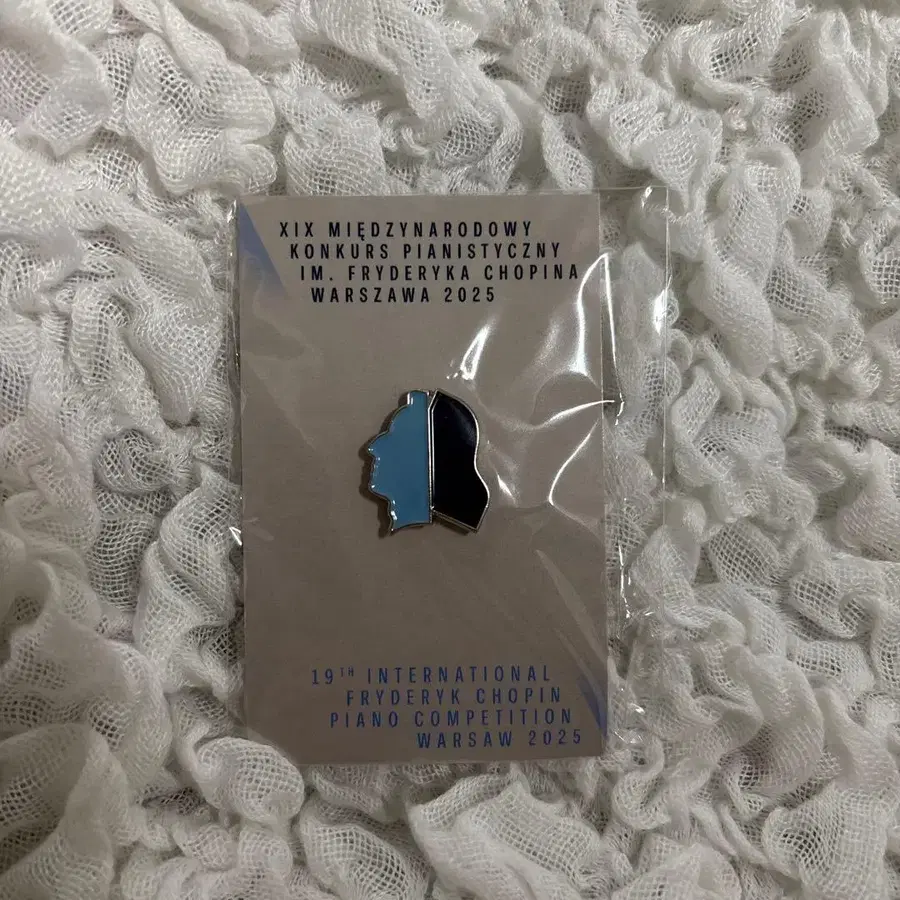 XIX MIĘDZYNARODOWY
KONKURS PIANISTYCZNY
IM. FRYDERYKA CHOPINA
WARSZAWA 2025
19TH INTERNATIONAL
FRYDERYK CHOPIN
PIANO COMPETITION
WARSAW 2025